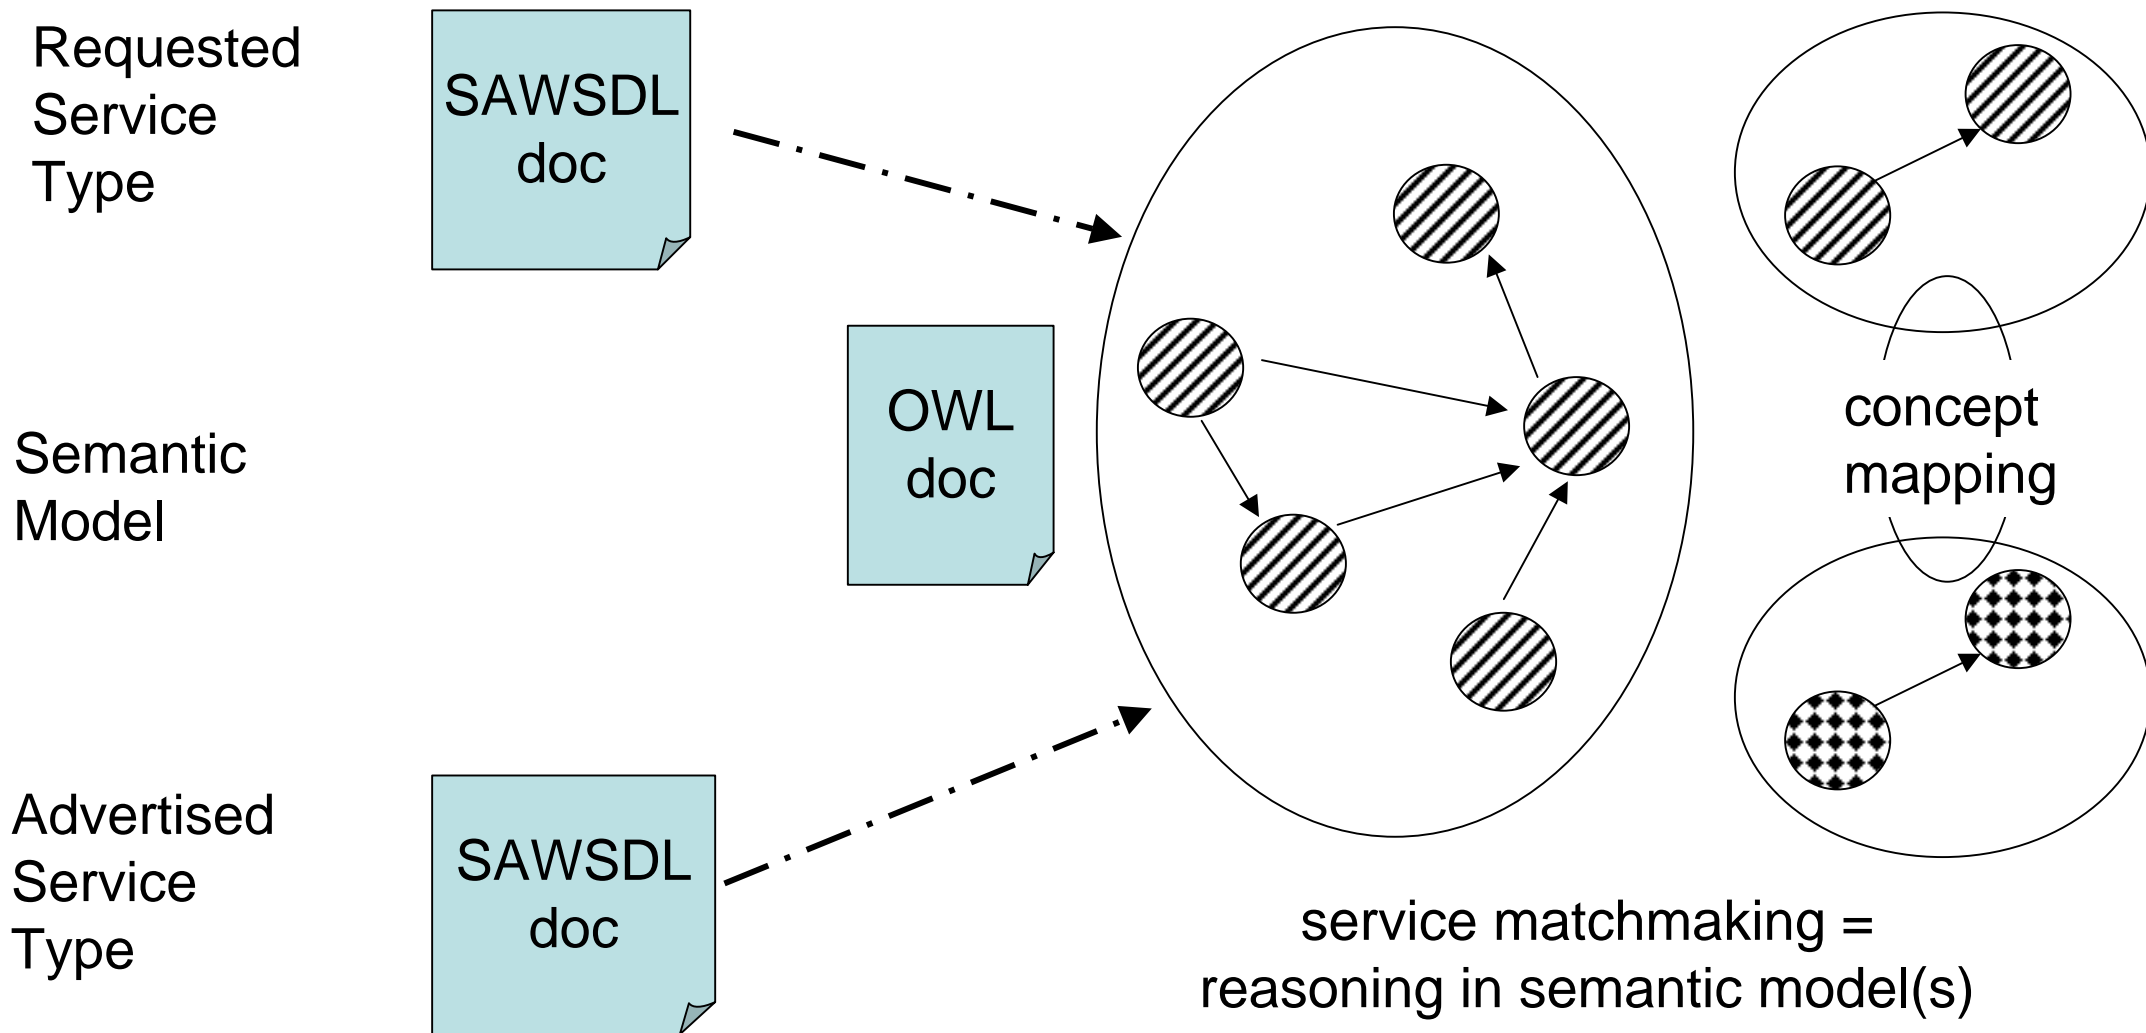 Requested
Service
Type
SAWSDL
doc
Semantic
Model
OWL
doc
concept
mapping
Advertised
Service
Type
SAWSDL
doc
service matchmaking =
reasoning in semantic model(s)